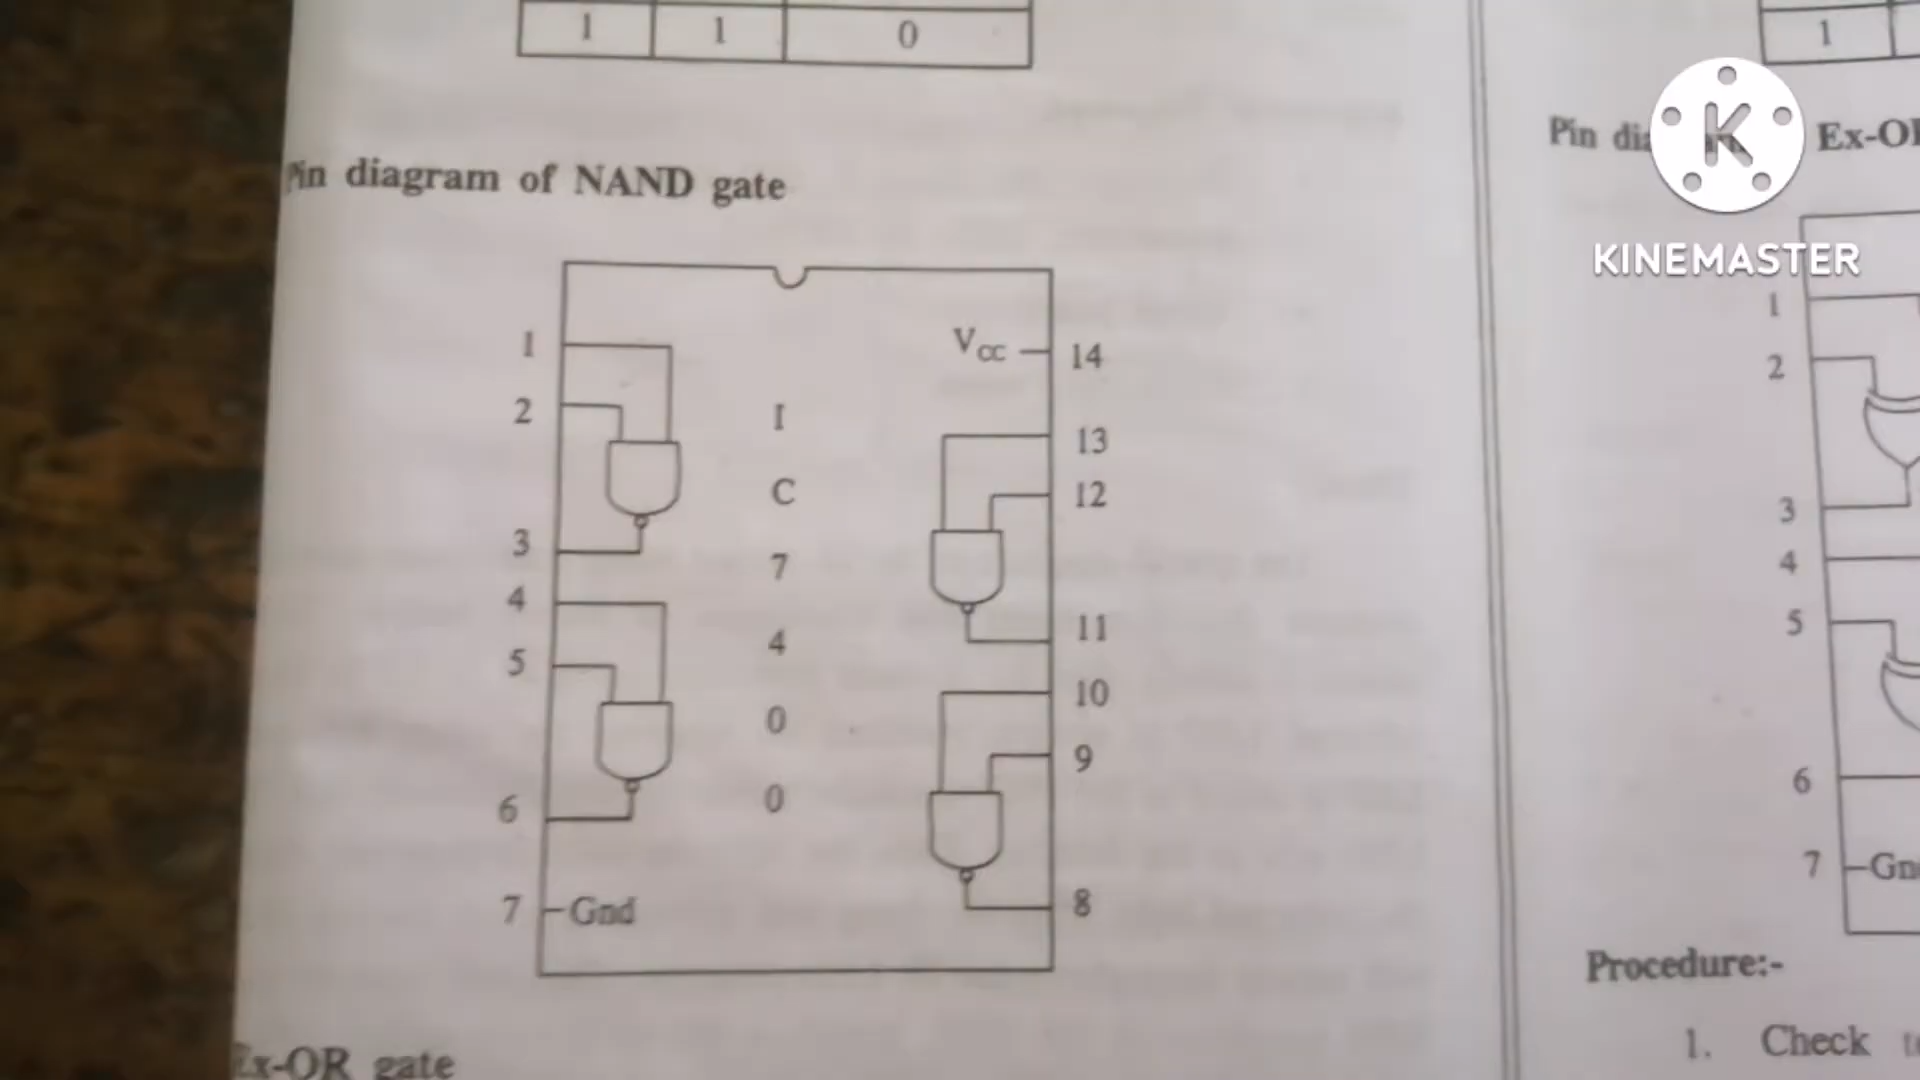 1 1 0
Pin diagram of NAND gate
1
2
3
4
5
6
7
Gnd
I
C
7
4
0
0
Vcc
14
13
12
11
10
9
8
Ex-OR gate
1
Pin Ex-OR
KINEMASTER
1
2
3
4
5
6
7
Procedure:-
1. Check